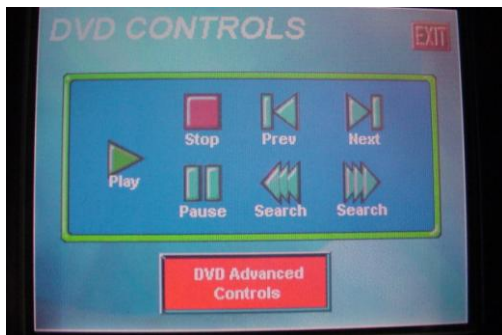 DVD CONTROLS
EXIT
Stop
Prev
Next
Play
Pause
Search
Search
DVD Advanced
Controls